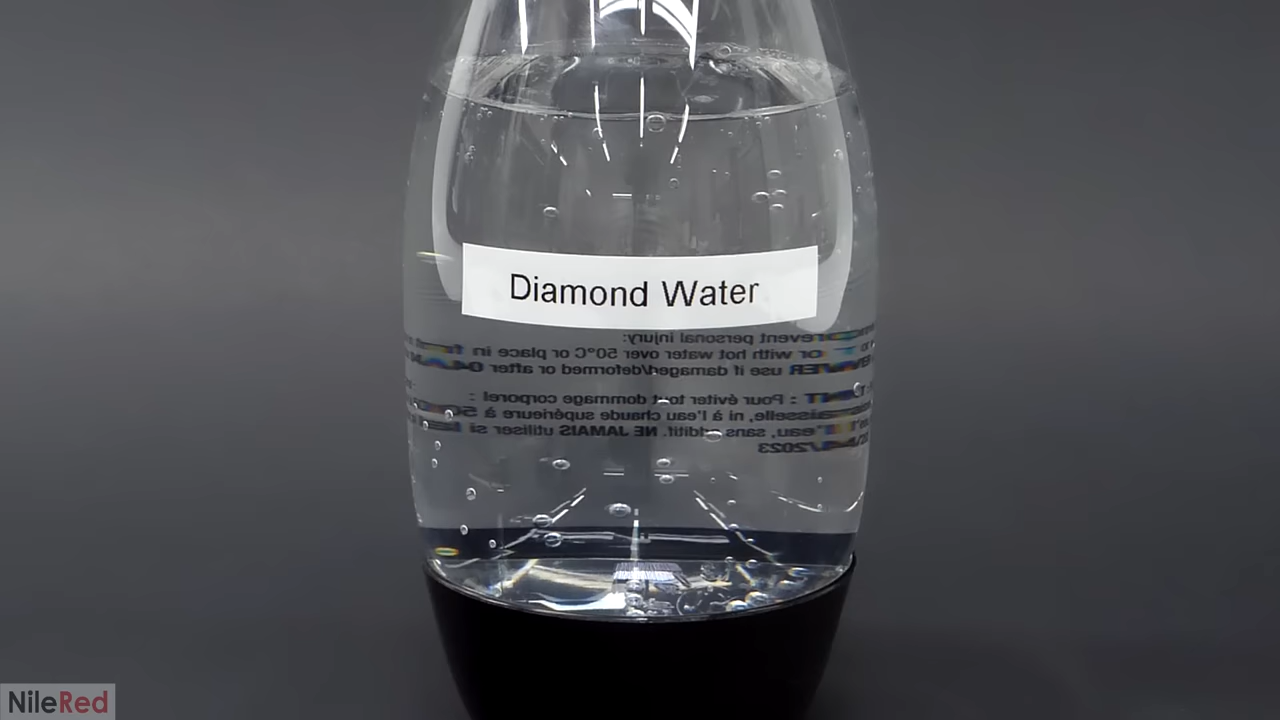 Diamond Water
prevent personal injury:
or with hot water over 50°C or place in
use if damaged/deformed or after
: Pour éviter tout dommage corporel :
ni à l'eau chaude supérieure à
eau, sans additif. NE JAMAIS utiliser si
2023
NileRed